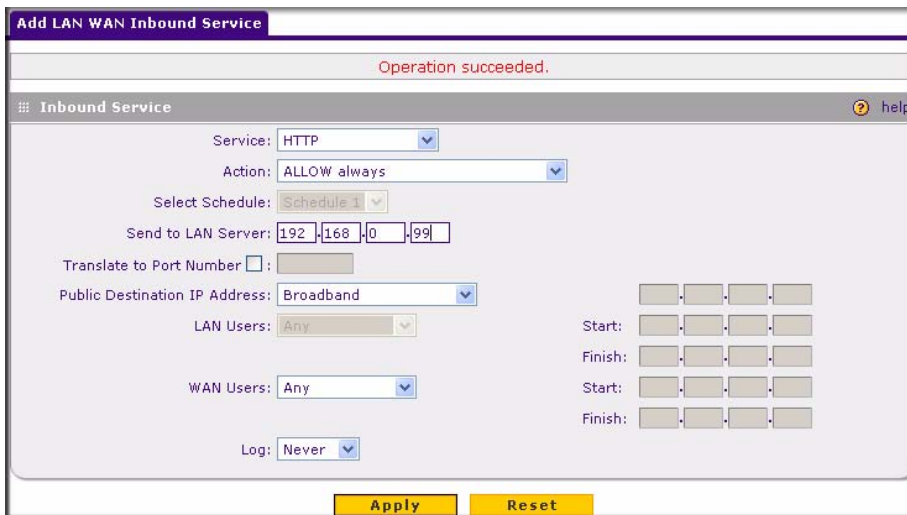 Add LAN WAN Inbound Service
Operation succeeded.
Inbound Service
help
Service: HTTP
Action: ALLOW always
Select Schedule: Schedule 1
Send to LAN Server: 192.168.0.99
Translate to Port Number :
Public Destination IP Address: Broadband
LAN Users: Any Start:
Finish:
WAN Users: Any Start:
Finish:
Log: Never
Apply Reset